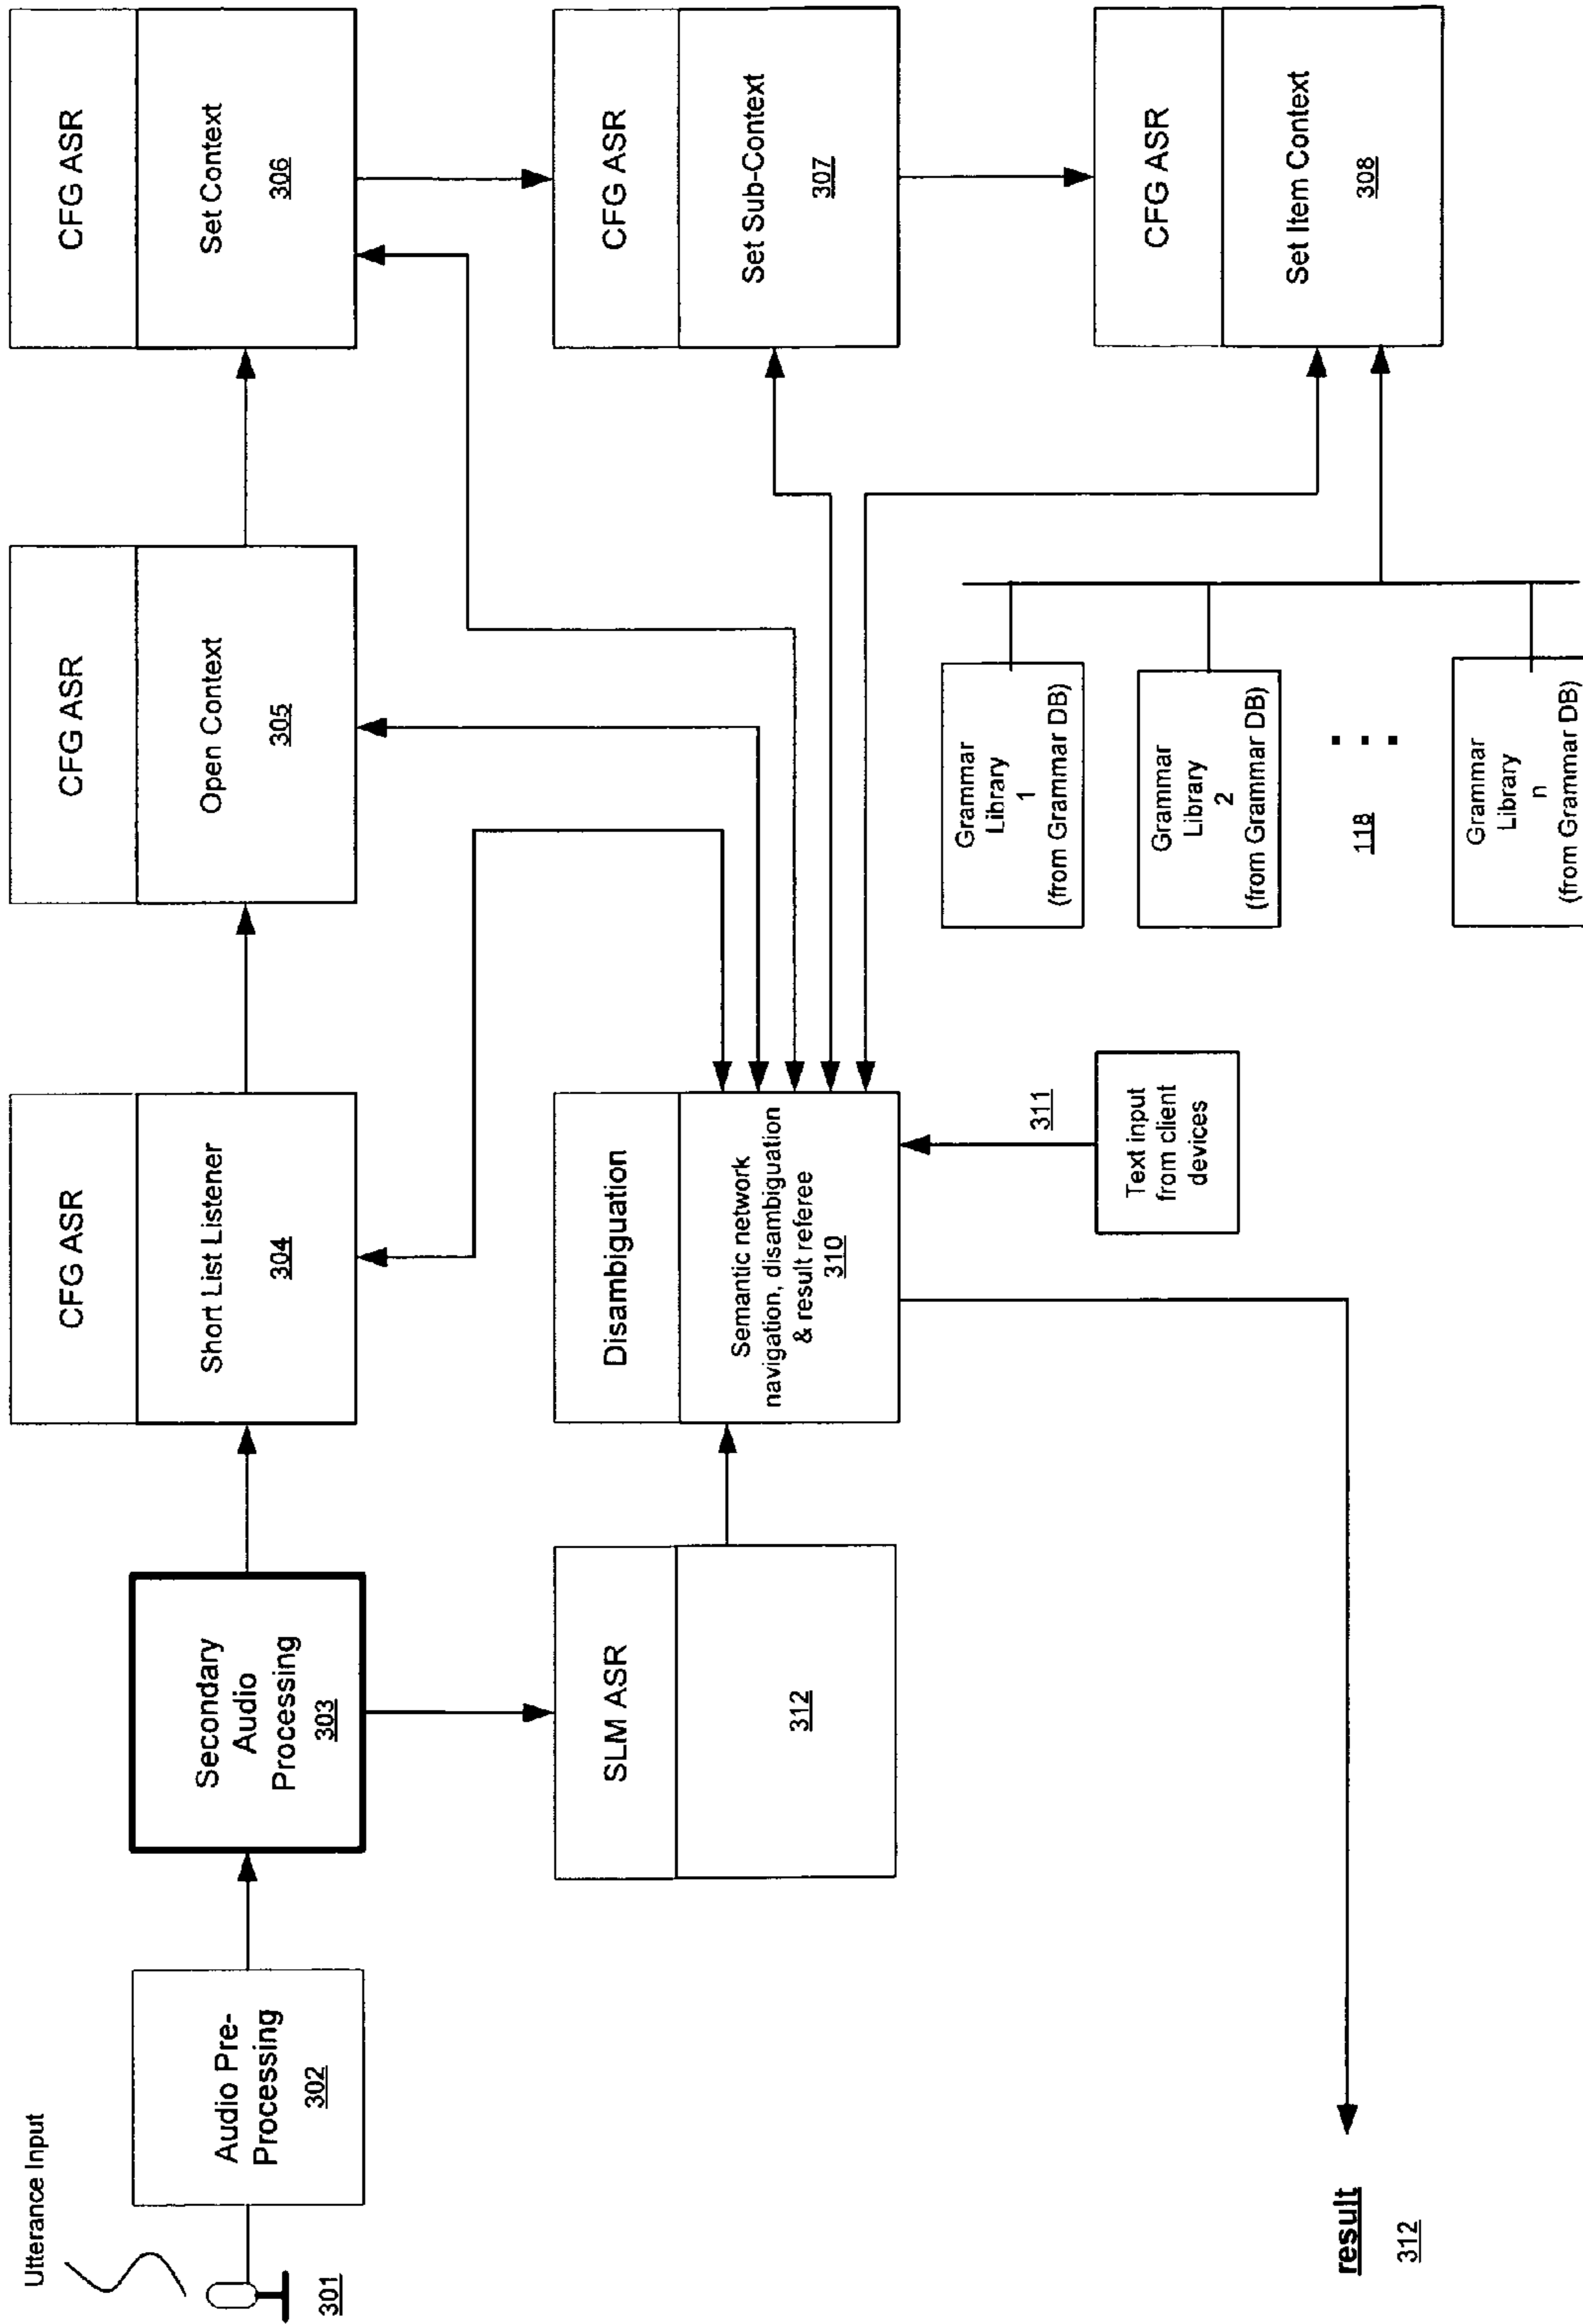 Utterance Input
301
Audio Pre-
Processing
302
Secondary
Audio
Processing
303
CFG ASR
Short List Listener
304
CFG ASR
Open Context
305
CFG ASR
Set Context
306
SLM ASR
312
Disambiguation
Semantic network
navigation, disambiguation
& result referee
310
CFG ASR
Set Sub-Context
307
311
Text input
from client
devices
Grammar
Library
1
(from Grammar DB)
Grammar
Library
2
(from Grammar DB)
118
Grammar
Library
n
(from Grammar DB)
CFG ASR
Set Item Context
308
result
312